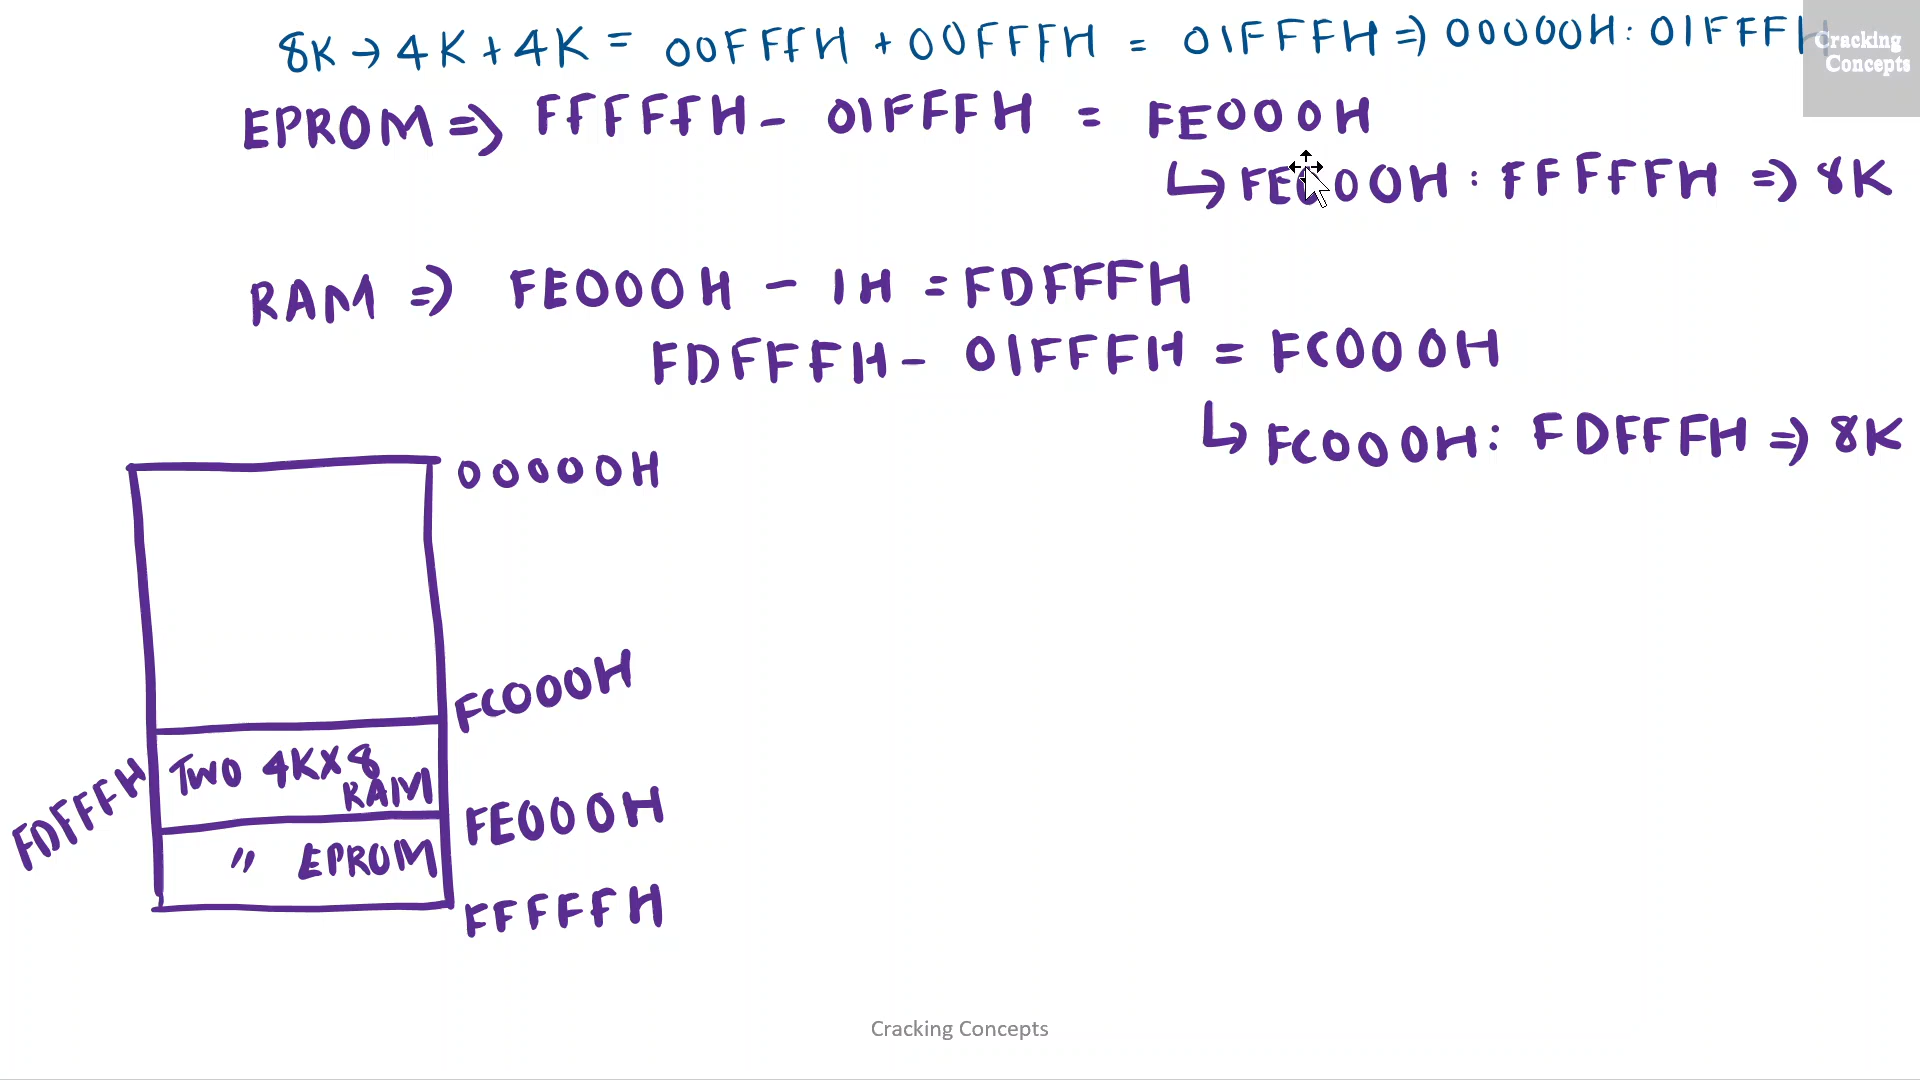 8K → 4K + 4K = 00FFFH + 00FFFH = 01FFFH ⇒ 00000H : 01FFFH
Cracking
Concepts
EPROM ⇒ FFFFFH - 01FFFH = FE000H
↳ FE000H : FFFFFH ⇒ 8K
RAM ⇒ FE000H - 1H = FDFFFH
FDFFFH - 01FFFH = FC000H
↳ FC000H : FDFFFH ⇒ 8K
00000H
FC000H
TWO 4KX8
RAM
FDFFFH
FE000H
" EPROM
FFFFFH
Cracking Concepts